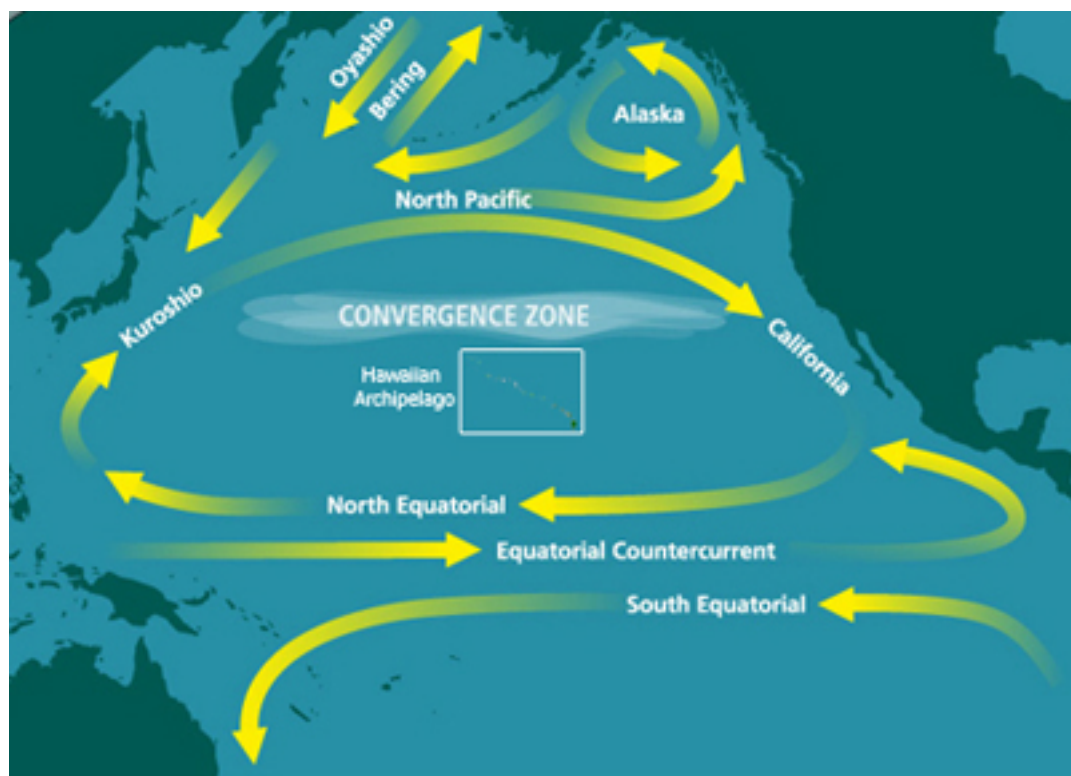 Oyashio
Bering
Alaska
North Pacific
Kuroshio
CONVERGENCE ZONE
California
Hawaiian
Archipelago
North Equatorial
Equatorial Countercurrent
South Equatorial